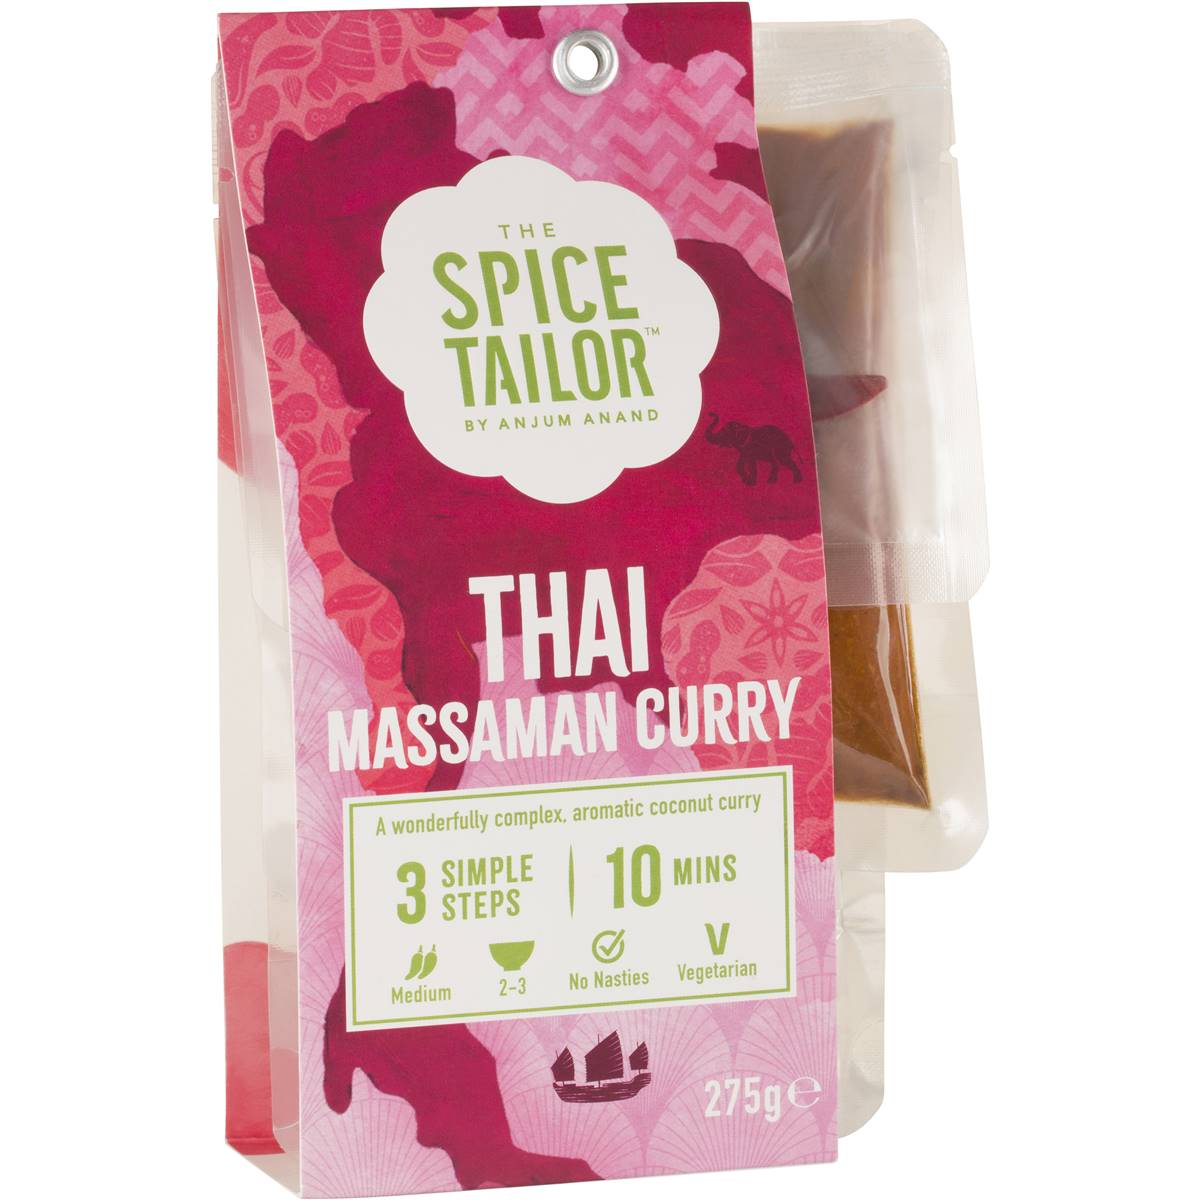 THE
SPICE
TAILOR™
BY ANJUM ANAND
THAI
MASSAMAN CURRY
A wonderfully complex, aromatic coconut curry
3 SIMPLE STEPS
10 MINS
Medium
2-3
No Nasties
V
Vegetarian
275g℮